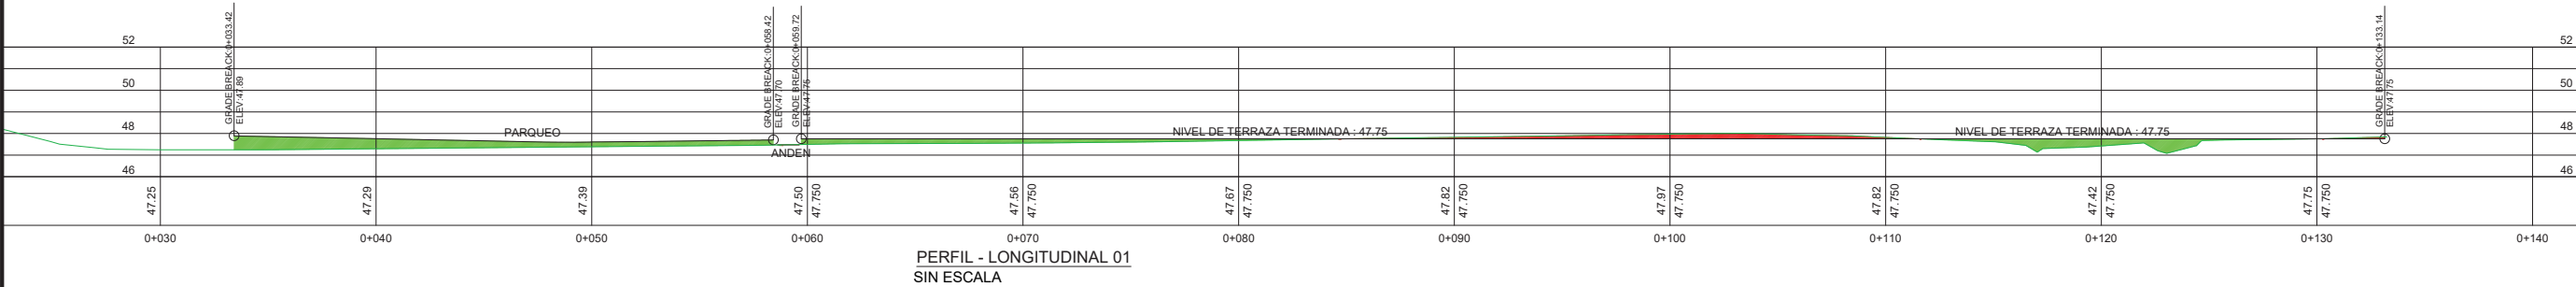 GRADE BREACK:0+033.42
ELEV:47.89
GRADE BREACK:0+058.42
ELEV:47.70
GRADE BREACK:0+059.72
ELEV:47.75
GRADE BREACK:0+133.14
ELEV:47.75
52
52
50
50
48
48
46
46
PARQUEO
ANDEN
NIVEL DE TERRAZA TERMINADA : 47.75
NIVEL DE TERRAZA TERMINADA : 47.75
47.25
47.29
47.39
47.50
47.750
47.56
47.750
47.67
47.750
47.82
47.750
47.97
47.750
47.82
47.750
47.42
47.750
47.75
47.750
0+030
0+040
0+050
0+060
0+070
0+080
0+090
0+100
0+110
0+120
0+130
0+140
PERFIL - LONGITUDINAL 01
SIN ESCALA